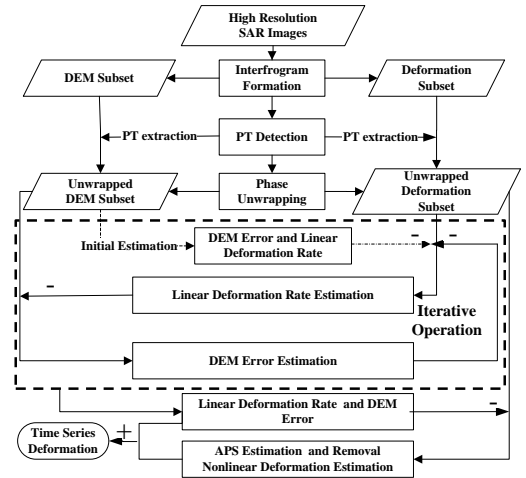 High Resolution
SAR Images
DEM Subset
Interfrogram
Formation
Deformation
Subset
PT extraction
PT Detection
PT extraction
Unwrapped
DEM Subset
Phase
Unwrapping
Unwrapped
Deformation
Subset
Initial Estimation
DEM Error and Linear
Deformation Rate
-
-
-
Linear Deformation Rate Estimation
Iterative
Operation
DEM Error Estimation
Linear Deformation Rate and DEM
Error
-
Time Series
Deformation
+
APS Estimation and Removal
Nonlinear Deformation Estimation